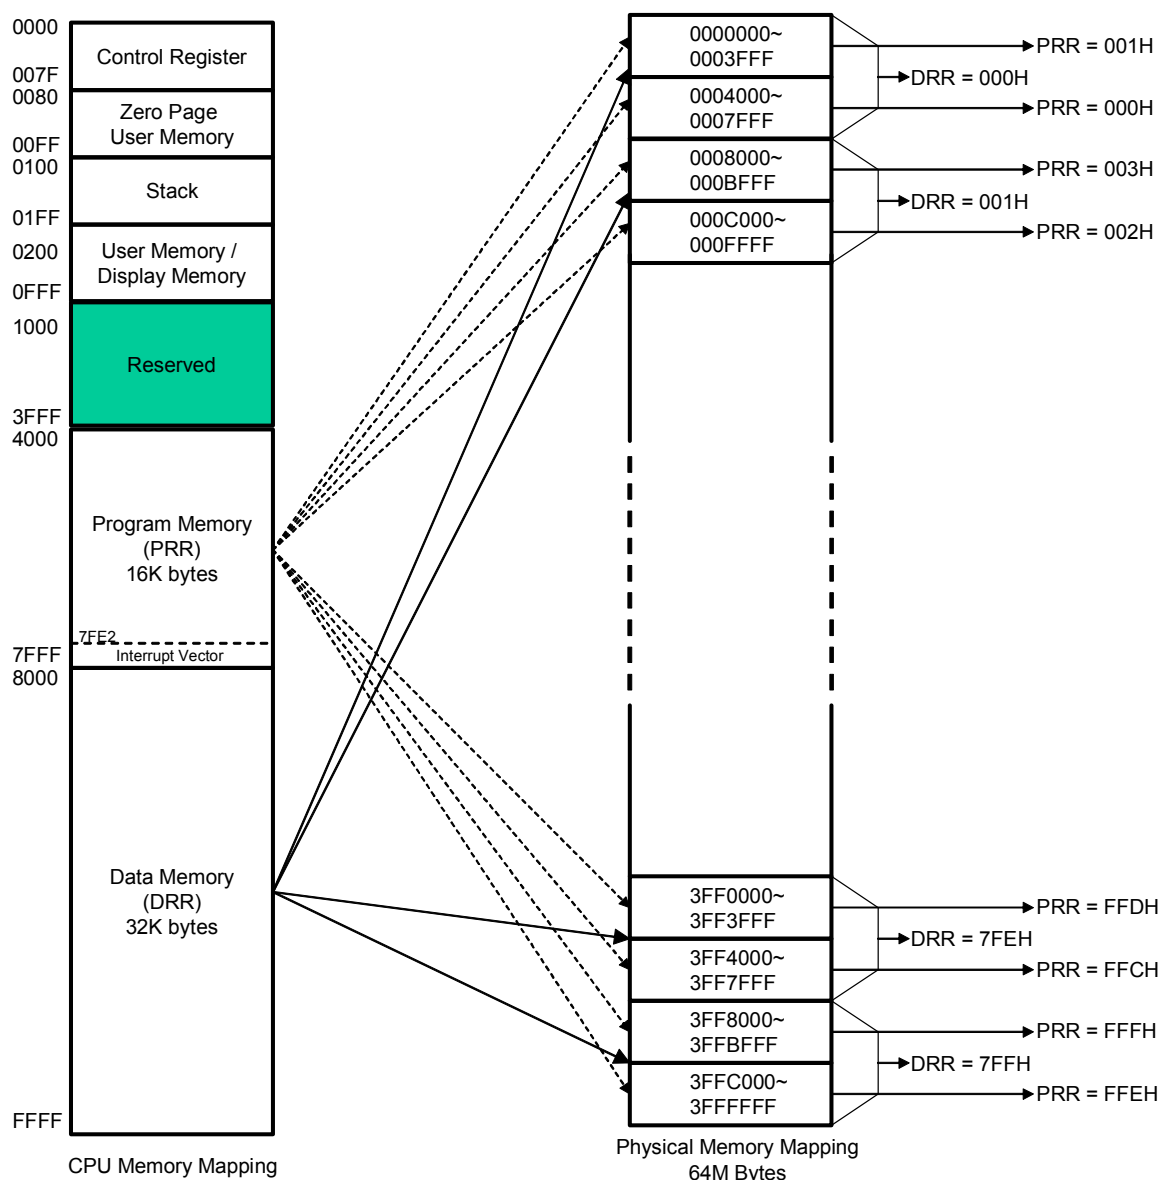 0000
Control Register
007F
0080
Zero Page
User Memory
00FF
0100
Stack
01FF
0200
User Memory /
Display Memory
0FFF
1000
Reserved
3FFF
4000
Program Memory
(PRR)
16K bytes
7FE2
Interrupt Vector
7FFF
8000
Data Memory
(DRR)
32K bytes
FFFF
CPU Memory Mapping
0000000~
0003FFF
0004000~
0007FFF
0008000~
000BFFF
000C000~
000FFFF
3FF0000~
3FF3FFF
3FF4000~
3FF7FFF
3FF8000~
3FFBFFF
3FFC000~
3FFFFFF
Physical Memory Mapping
64M Bytes
PRR = 001H
DRR = 000H
PRR = 000H
PRR = 003H
DRR = 001H
PRR = 002H
PRR = FFDH
DRR = 7FEH
PRR = FFCH
PRR = FFFH
DRR = 7FFH
PRR = FFEH